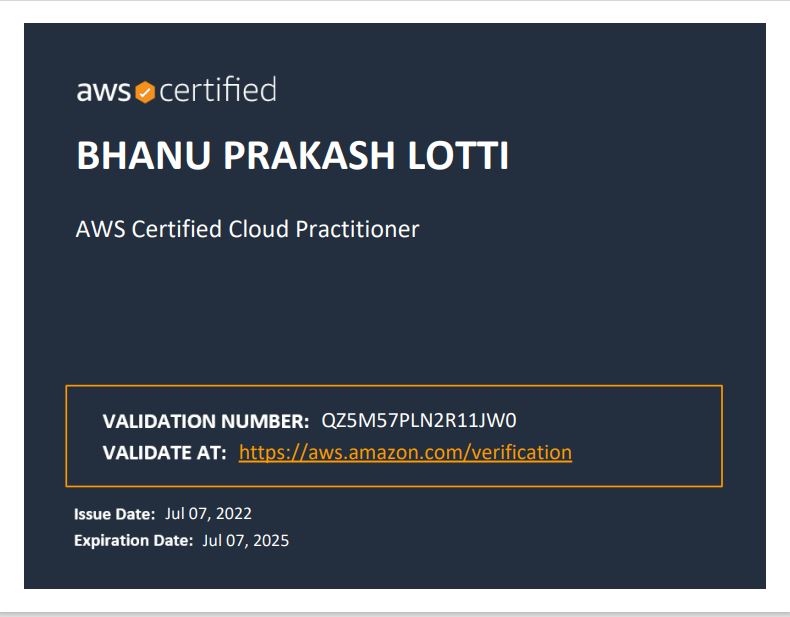 aws certified
BHANU PRAKASH LOTTI
AWS Certified Cloud Practitioner
VALIDATION NUMBER: QZ5M57PLN2R11JW0
VALIDATE AT: https://aws.amazon.com/verification
Issue Date: Jul 07, 2022
Expiration Date: Jul 07, 2025